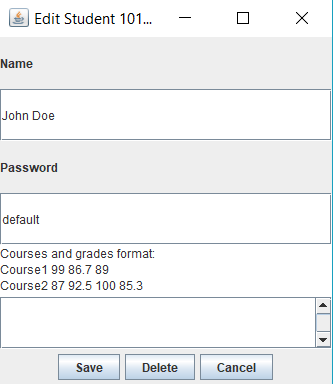 Edit Student 101...
Name
John Doe
Password
default
Courses and grades format:
Course1 99 86.7 89
Course2 87 92.5 100 85.3
Save Delete Cancel